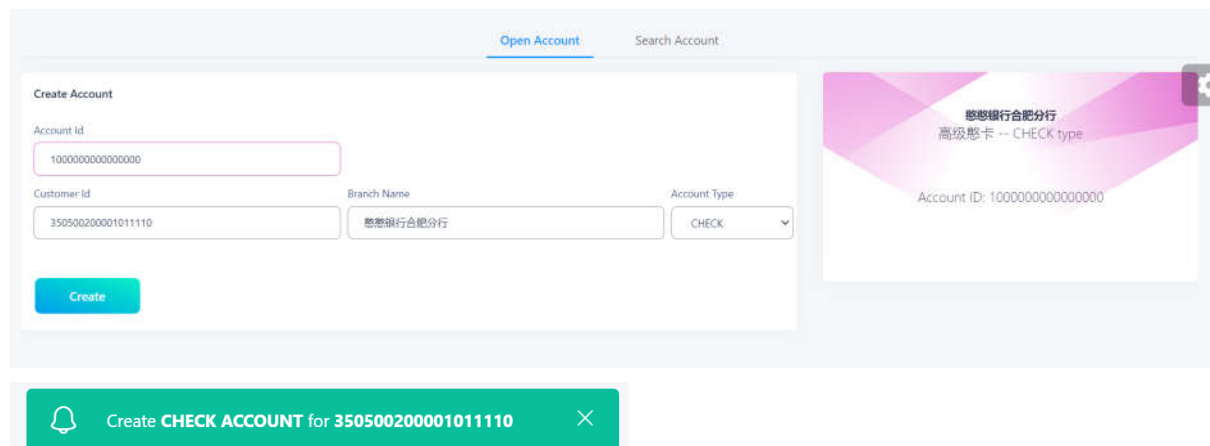 Open Account Search Account
Create Account
Account Id
1000000000000000
Customer Id Branch Name Account Type
350500200001011110 憨憨银行合肥分行 CHECK
Create
憨憨银行合肥分行
高级憨卡 -- CHECK type
Account ID: 1000000000000000
Create CHECK ACCOUNT for 350500200001011110